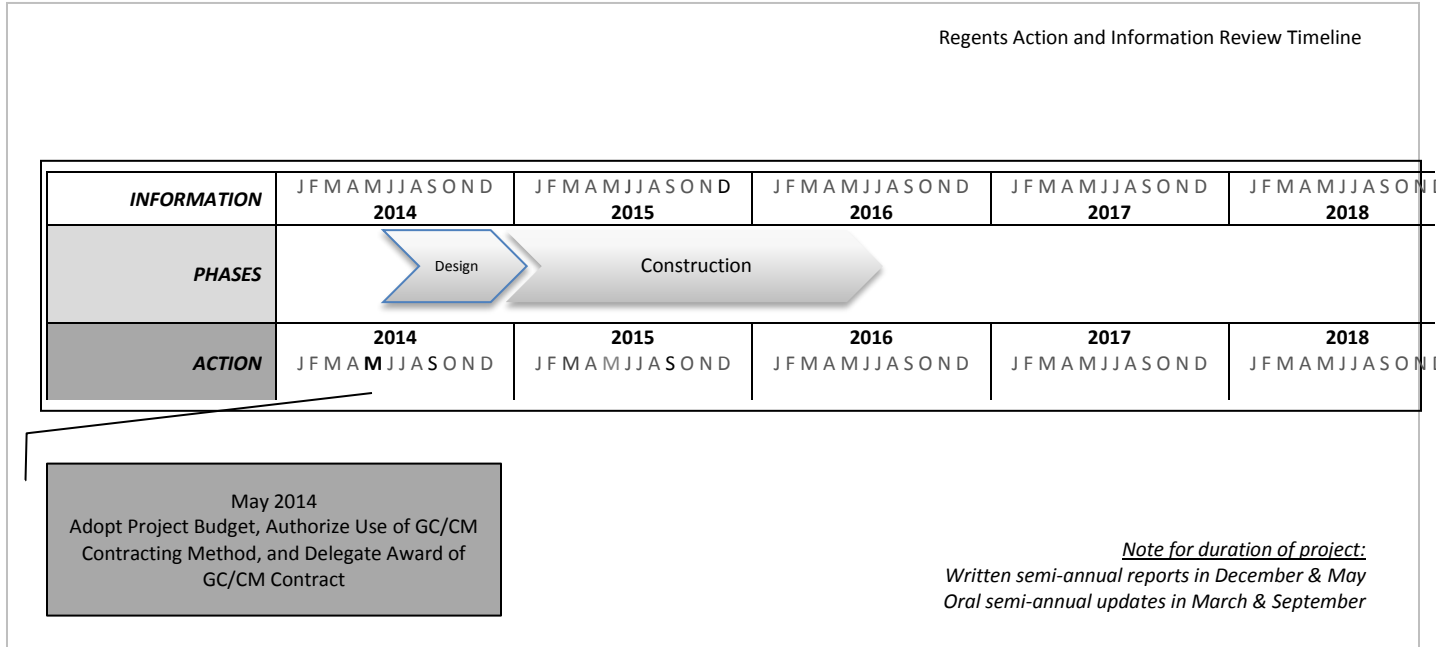 Regents Action and Information Review Timeline
INFORMATION
J F M A M J J A S O N D
2014
J F M A M J J A S O N D
2015
J F M A M J J A S O N D
2016
J F M A M J J A S O N D
2017
J F M A M J J A S O N D
2018
PHASES
Design
Construction
ACTION
2014
J F M A M J J A S O N D
2015
J F M A M J J A S O N D
2016
J F M A M J J A S O N D
2017
J F M A M J J A S O N D
2018
J F M A M J J A S O N D
May 2014
Adopt Project Budget, Authorize Use of GC/CM
Contracting Method, and Delegate Award of
GC/CM Contract
Note for duration of project:
Written semi-annual reports in December & May
Oral semi-annual updates in March & September